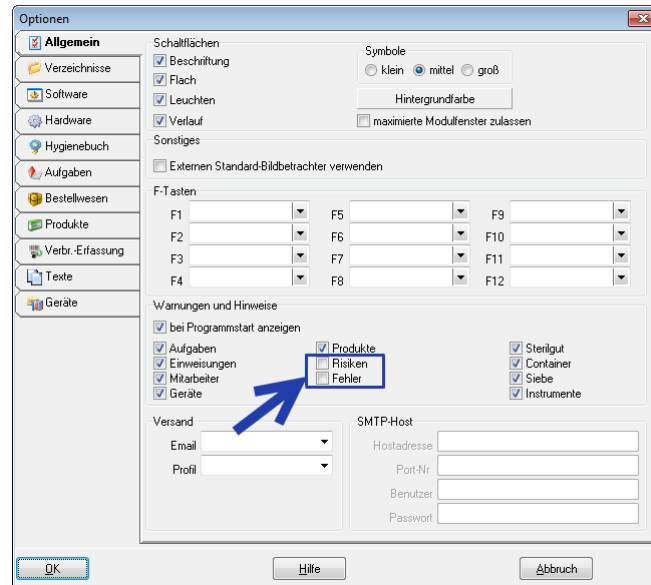 Optionen
Allgemein
Verzeichnisse
Software
Hardware
Hygienebuch
Aufgaben
Bestellwesen
Produkte
Verbr.-Erfassung
Texte
Geräte
Schaltflächen
Beschriftung
Flach
Leuchten
Verlauf
Symbole
klein mittel groß
Hintergrundfarbe
maximierte Modulfenster zulassen
Sonstiges
Externen Standard-Bildbetrachter verwenden
F-Tasten
F1 F5 F9
F2 F6 F10
F3 F7 F11
F4 F8 F12
Warnungen und Hinweise
bei Programmstart anzeigen
Aufgaben Produkte Sterilgut
Einweisungen Risiken Container
Mitarbeiter Fehler Siebe
Geräte Instrumente
Versand
Email
Profil
SMTP-Host
Hostadresse
Port-Nr
Benutzer
Passwort
OK Hilfe Abbruch